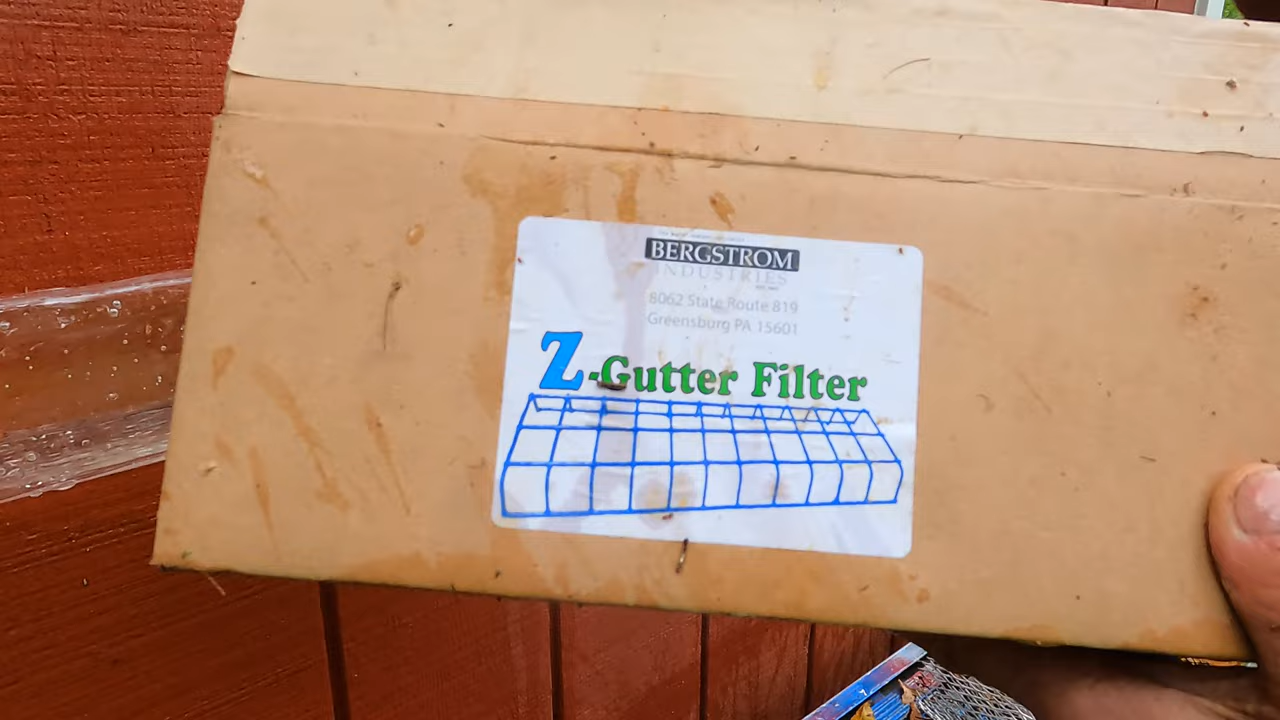 BERGSTROM
INDUSTRIES
8062 State Route 819
Greensburg PA 15601
Z-Gutter Filter